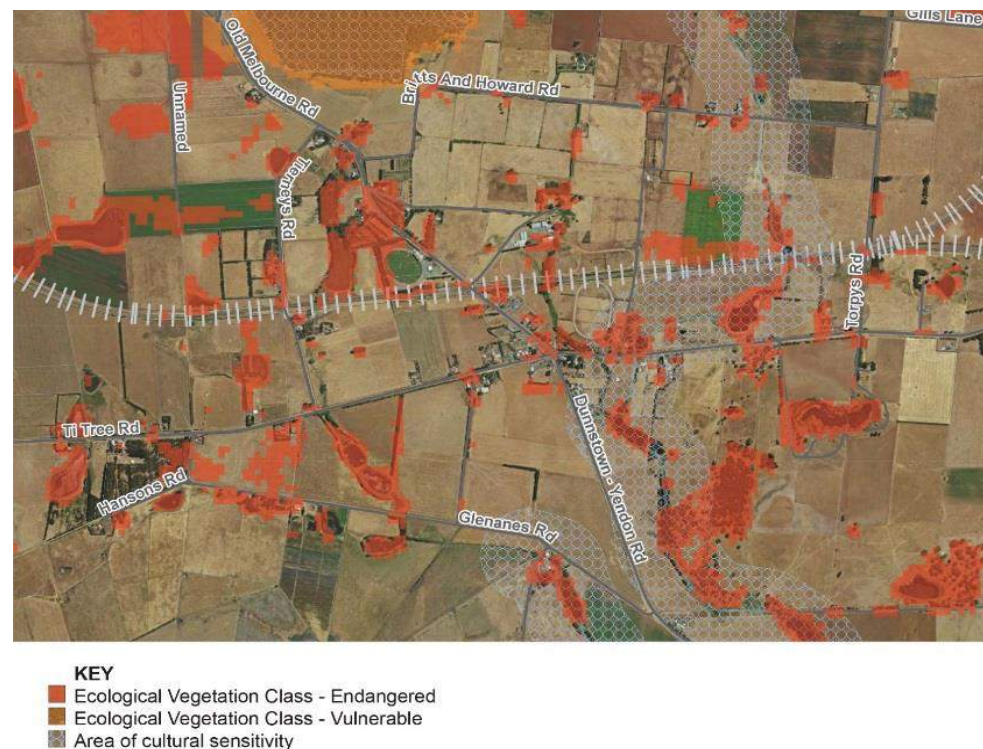 Gills Lane
Old Melbourne Rd
Britts And Howard Rd
Unnamed
Tierneys Rd
Torpys Rd
Ti Tree Rd
Hansons Rd
Dunnstown - Yendon Rd
Glenanes Rd
KEY
Ecological Vegetation Class - Endangered
Ecological Vegetation Class - Vulnerable
Area of cultural sensitivity